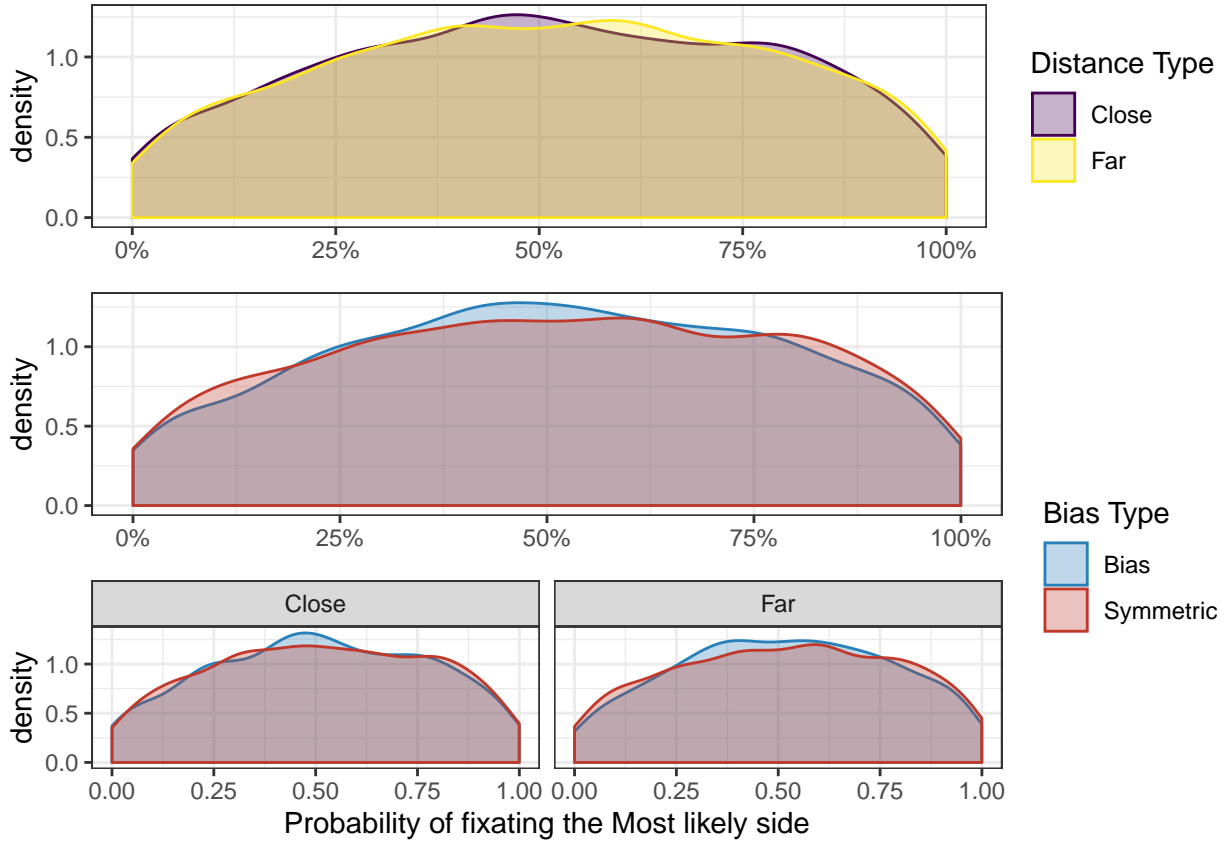 density
1.0
0.5
0.0
0%
25%
50%
75%
100%
Distance Type
Close
Far
density
1.0
0.5
0.0
0%
25%
50%
75%
100%
Bias Type
Bias
Symmetric
Close
Far
density
1.0
0.5
0.0
0.00 0.25 0.50 0.75 1.00
0.00 0.25 0.50 0.75 1.00
Probability of fixating the Most likely side